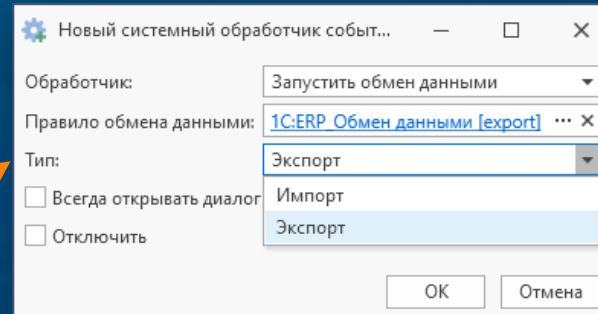 Новый системный обработчик событ...
Обработчик: Запустить обмен данными
Правило обмена данными: 1С:ERP_Обмен данными [export] ...
Тип: Экспорт
Всегда открывать диалог Импорт
Экспорт
Отключить
ОК Отмена